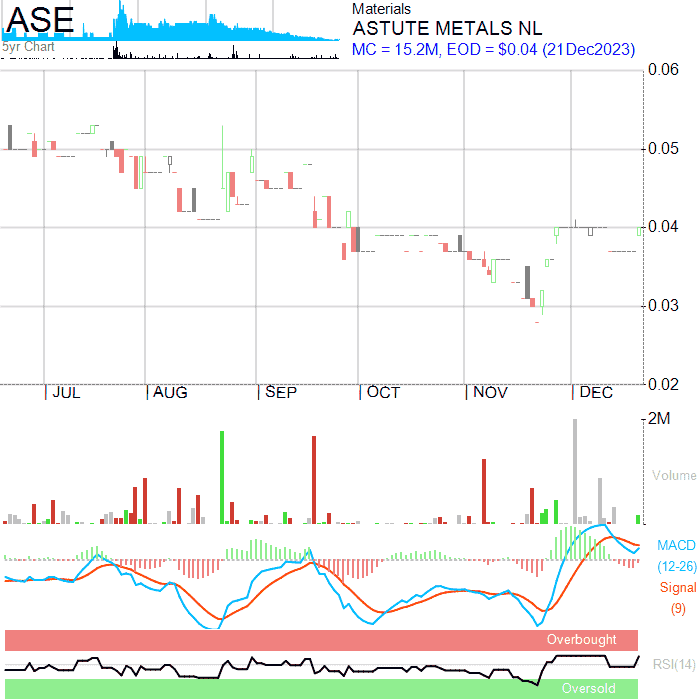 ASE
5yr Chart
Materials
ASTUTE METALS NL
MC = 15.2M, EOD = $0.04 (21Dec2023)
0.06
0.05
0.04
0.03
0.02
JUL AUG SEP OCT NOV DEC
2M
Volume
MACD
(12-26)
Signal
(9)
Overbought
RSI(14)
Oversold